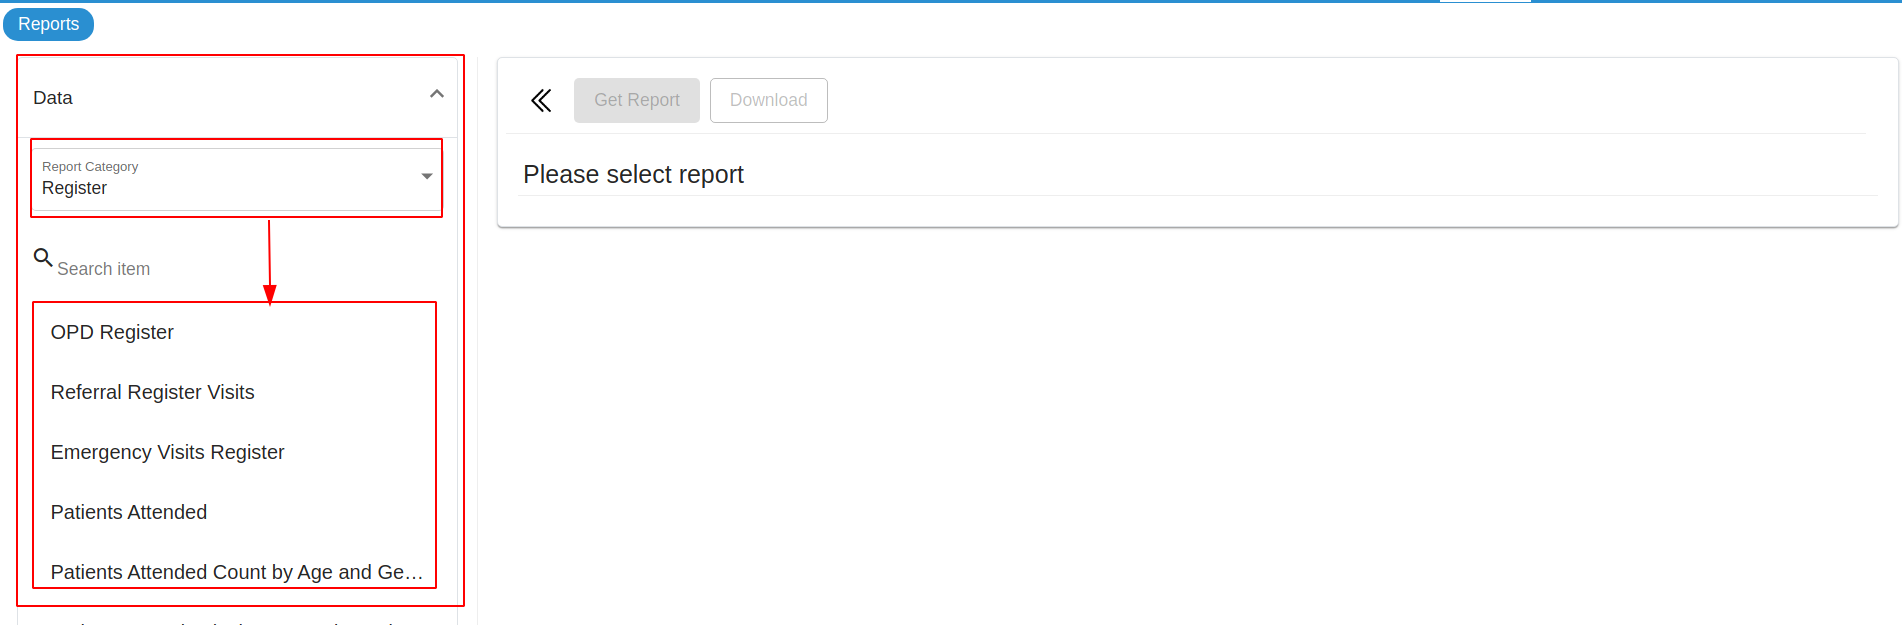 Reports
Data
Report Category
Register
Search item
OPD Register
Referral Register Visits
Emergency Visits Register
Patients Attended
Patients Attended Count by Age and Ge...
Get Report
Download
Please select report